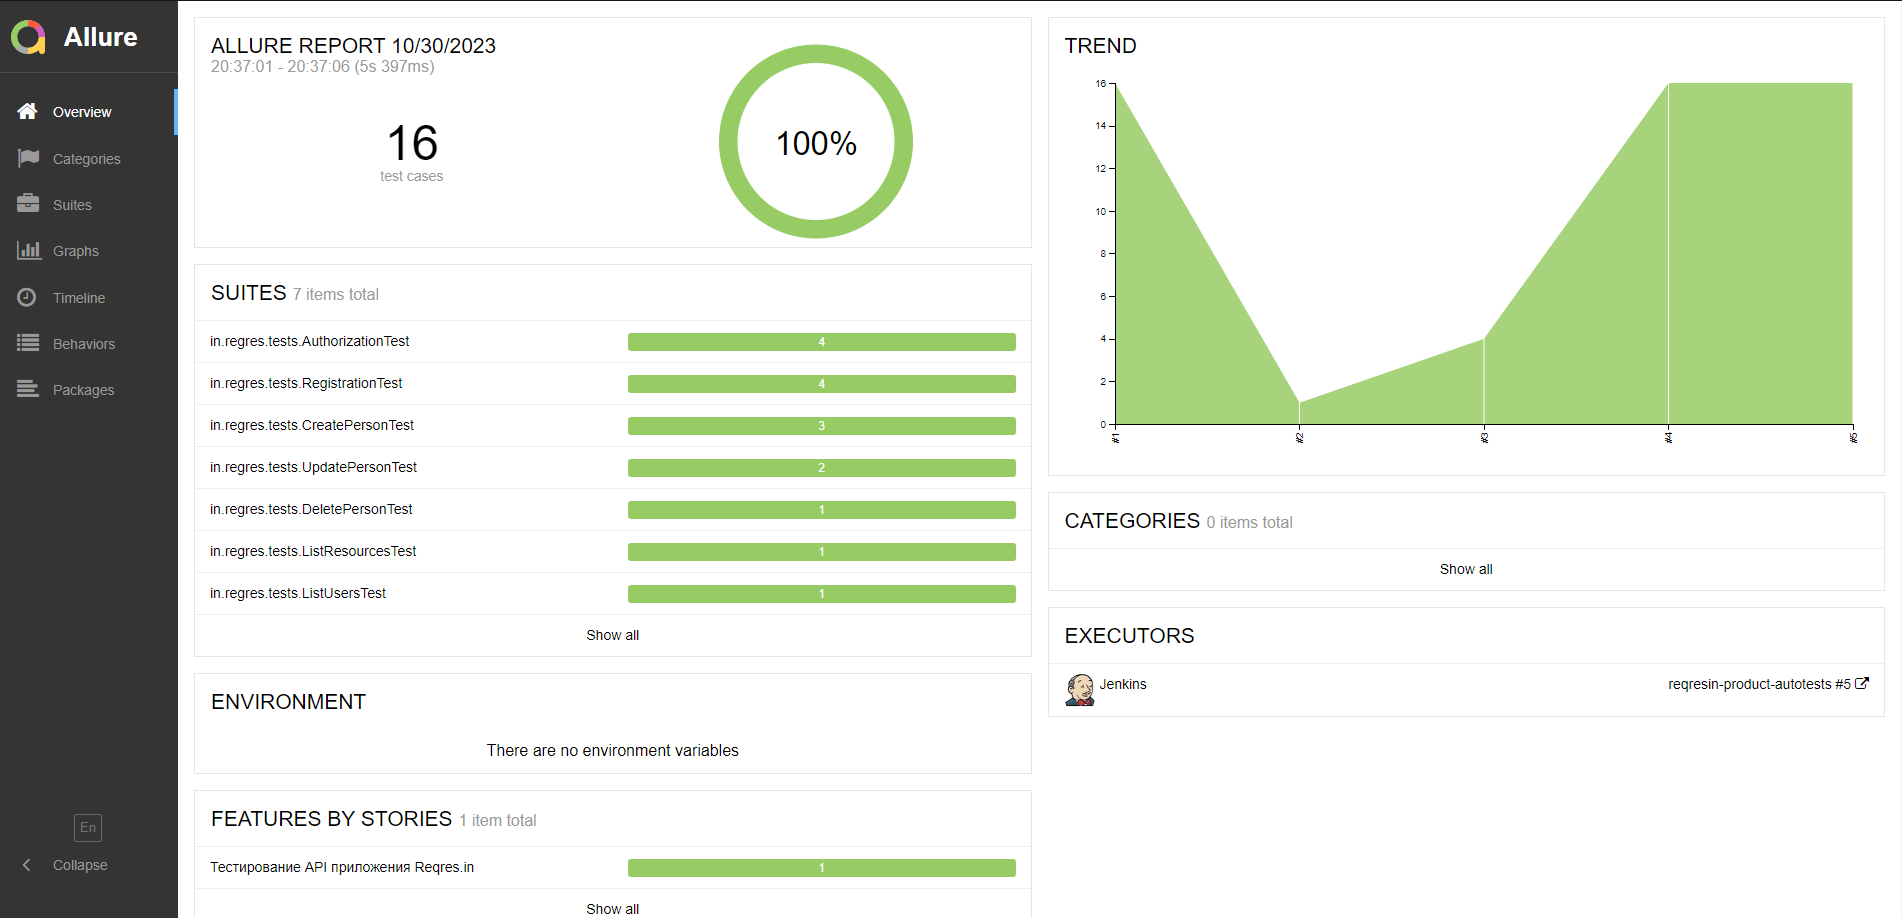 Allure
Overview
Categories
Suites
Graphs
Timeline
Behaviors
Packages
En
Collapse
ALLURE REPORT 10/30/2023
20:37:01 - 20:37:06 (5s 397ms)
16
test cases
100%
SUITES 7 items total
in.regres.tests.AuthorizationTest 4
in.regres.tests.RegistrationTest 4
in.regres.tests.CreatePersonTest 3
in.regres.tests.UpdatePersonTest 2
in.regres.tests.DeletePersonTest 1
in.regres.tests.ListResourcesTest 1
in.regres.tests.ListUsersTest 1
Show all
ENVIRONMENT
There are no environment variables
FEATURES BY STORIES 1 item total
Тестирование API приложения Reqres.in 1
Show all
TREND
16
14
12
10
8
6
4
2
0
#1 #2 #3 #4 #5
CATEGORIES 0 items total
Show all
EXECUTORS
Jenkins reqresin-product-autotests #5